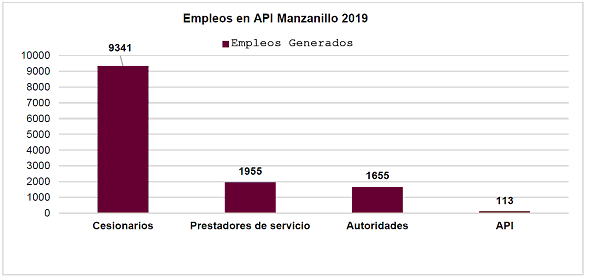 Empleos en API Manzanillo 2019
Empleos Generados
9341
10000
9000
8000
7000
6000
5000
4000
3000
2000
1000
0
1955
1655
113
Cesionarios
Prestadores de servicio
Autoridades
API